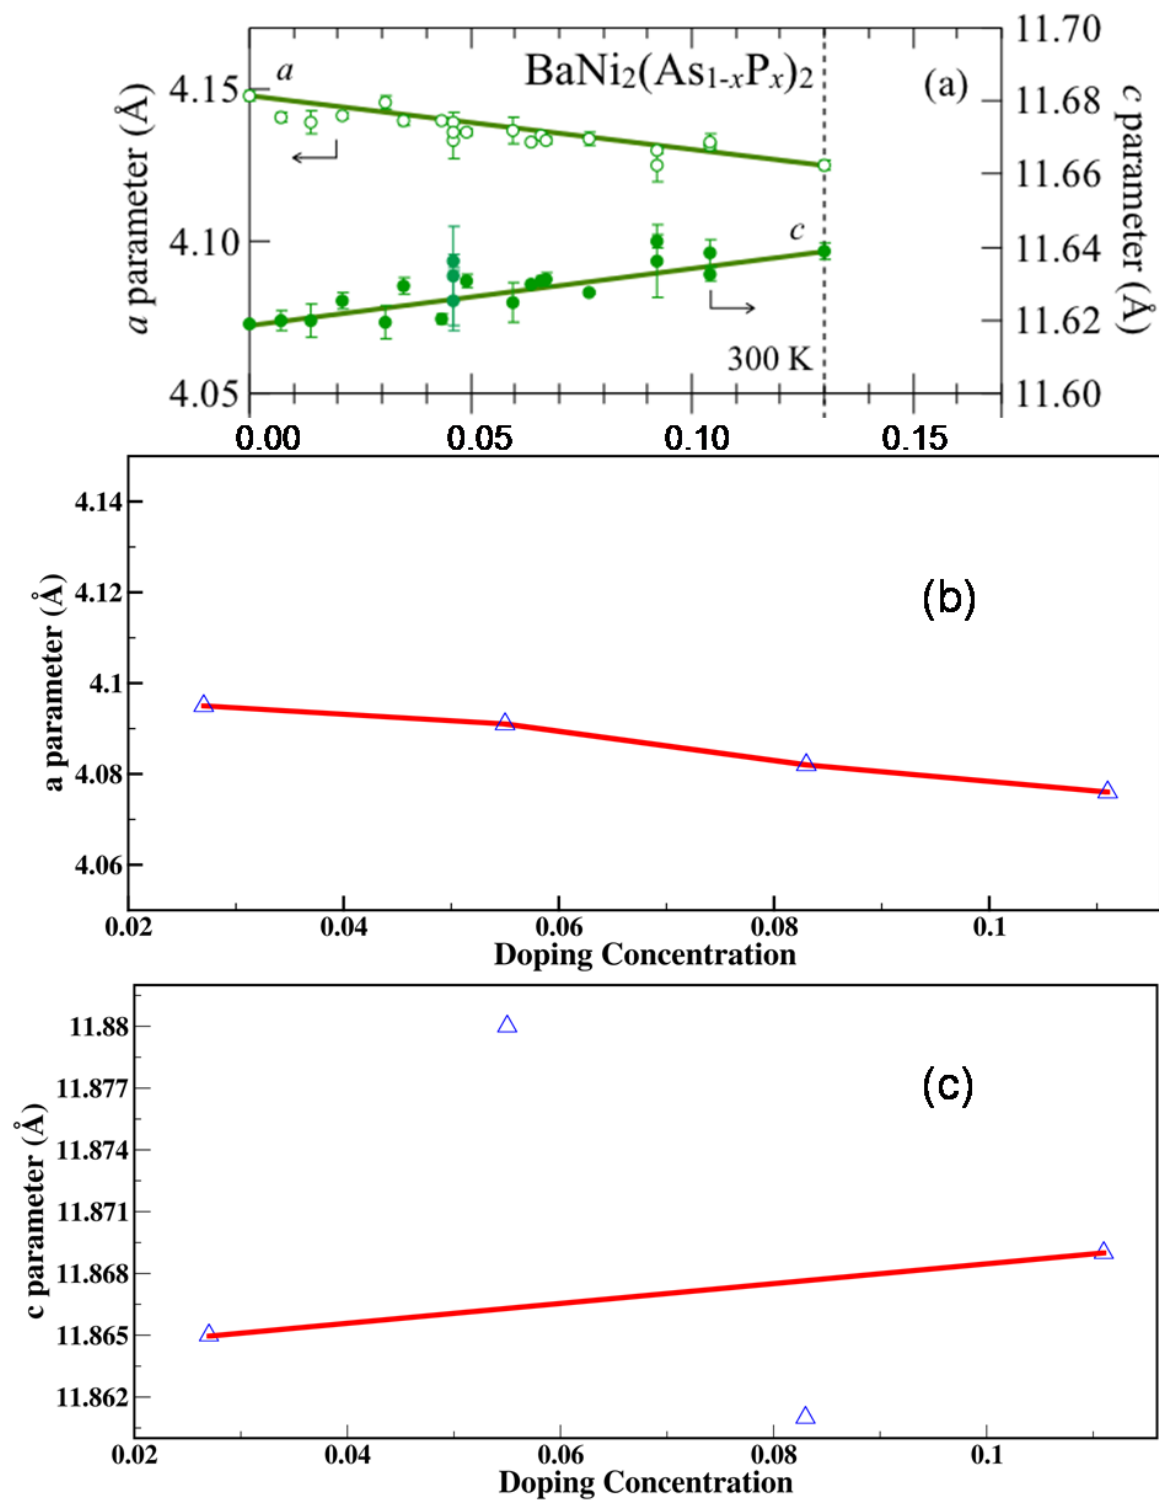 11.70
BaNi2(As1-xPx)2
(a)
a
4.15
11.68
11.66
a parameter (Å)
c parameter (Å)
4.10
c
11.64
11.62
300 K
4.05
11.60
0.00 0.05 0.10 0.15
4.14
4.12
(b)
4.1
a parameter (Å)
4.08
4.06
0.02 0.04 0.06 0.08 0.1
Doping Concentration
11.88
11.877
(c)
11.874
11.871
c parameter (Å)
11.868
11.865
11.862
0.02 0.04 0.06 0.08 0.1
Doping Concentration